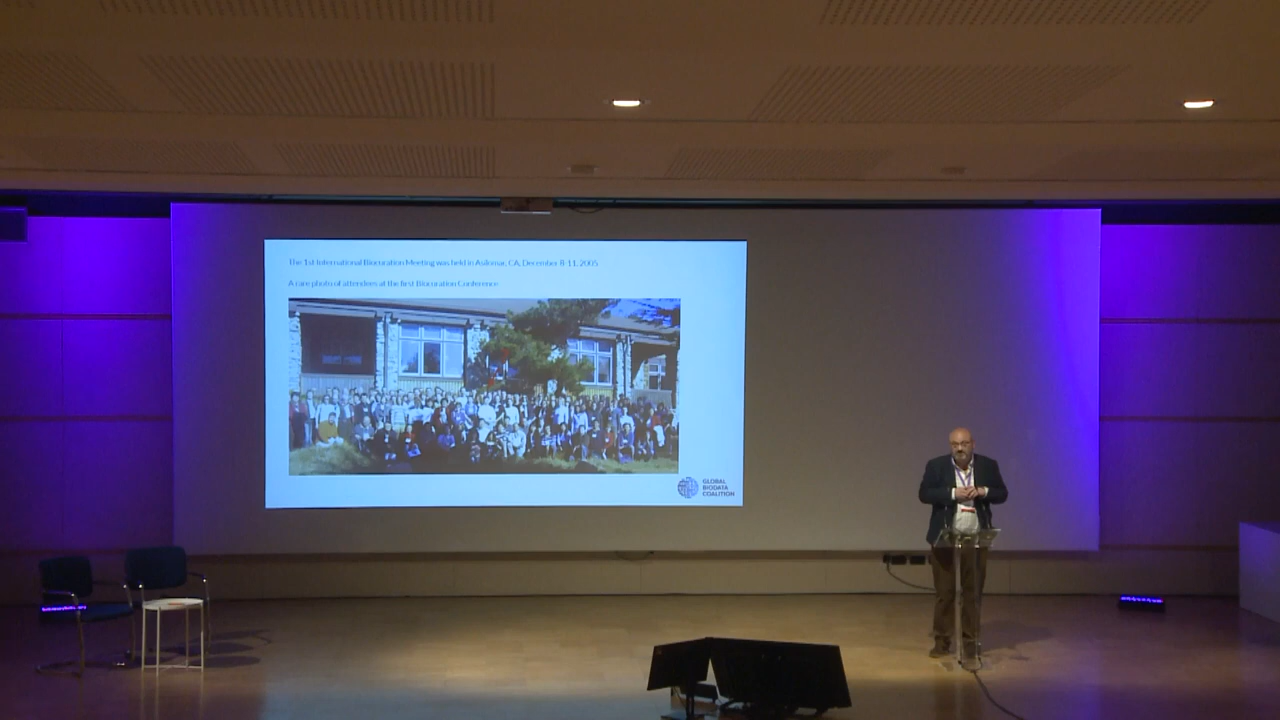 The 1st International Biocuration Meeting was held in Asilomar, CA, December 8-11, 2005
A rare photo of attendees at the first Biocuration Conference
GLOBAL
BIODATA
COALITION